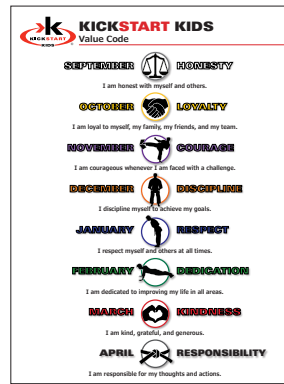 k
KICKSTART
KIDS
KICKSTART KIDS
Value Code
SEPTEMBER HONESTY
I am honest with myself and others.
OCTOBER LOYALTY
I am loyal to myself, my family, my friends, and my team.
NOVEMBER COURAGE
I am courageous whenever I am faced with a challenge.
DECEMBER DISCIPLINE
I discipline myself to achieve my goals.
JANUARY RESPECT
I respect myself and others at all times.
FEBRUARY DEDICATION
I am dedicated to improving my life in all areas.
MARCH KINDNESS
I am kind, grateful, and generous.
APRIL RESPONSIBILITY
I am responsible for my thoughts and actions.